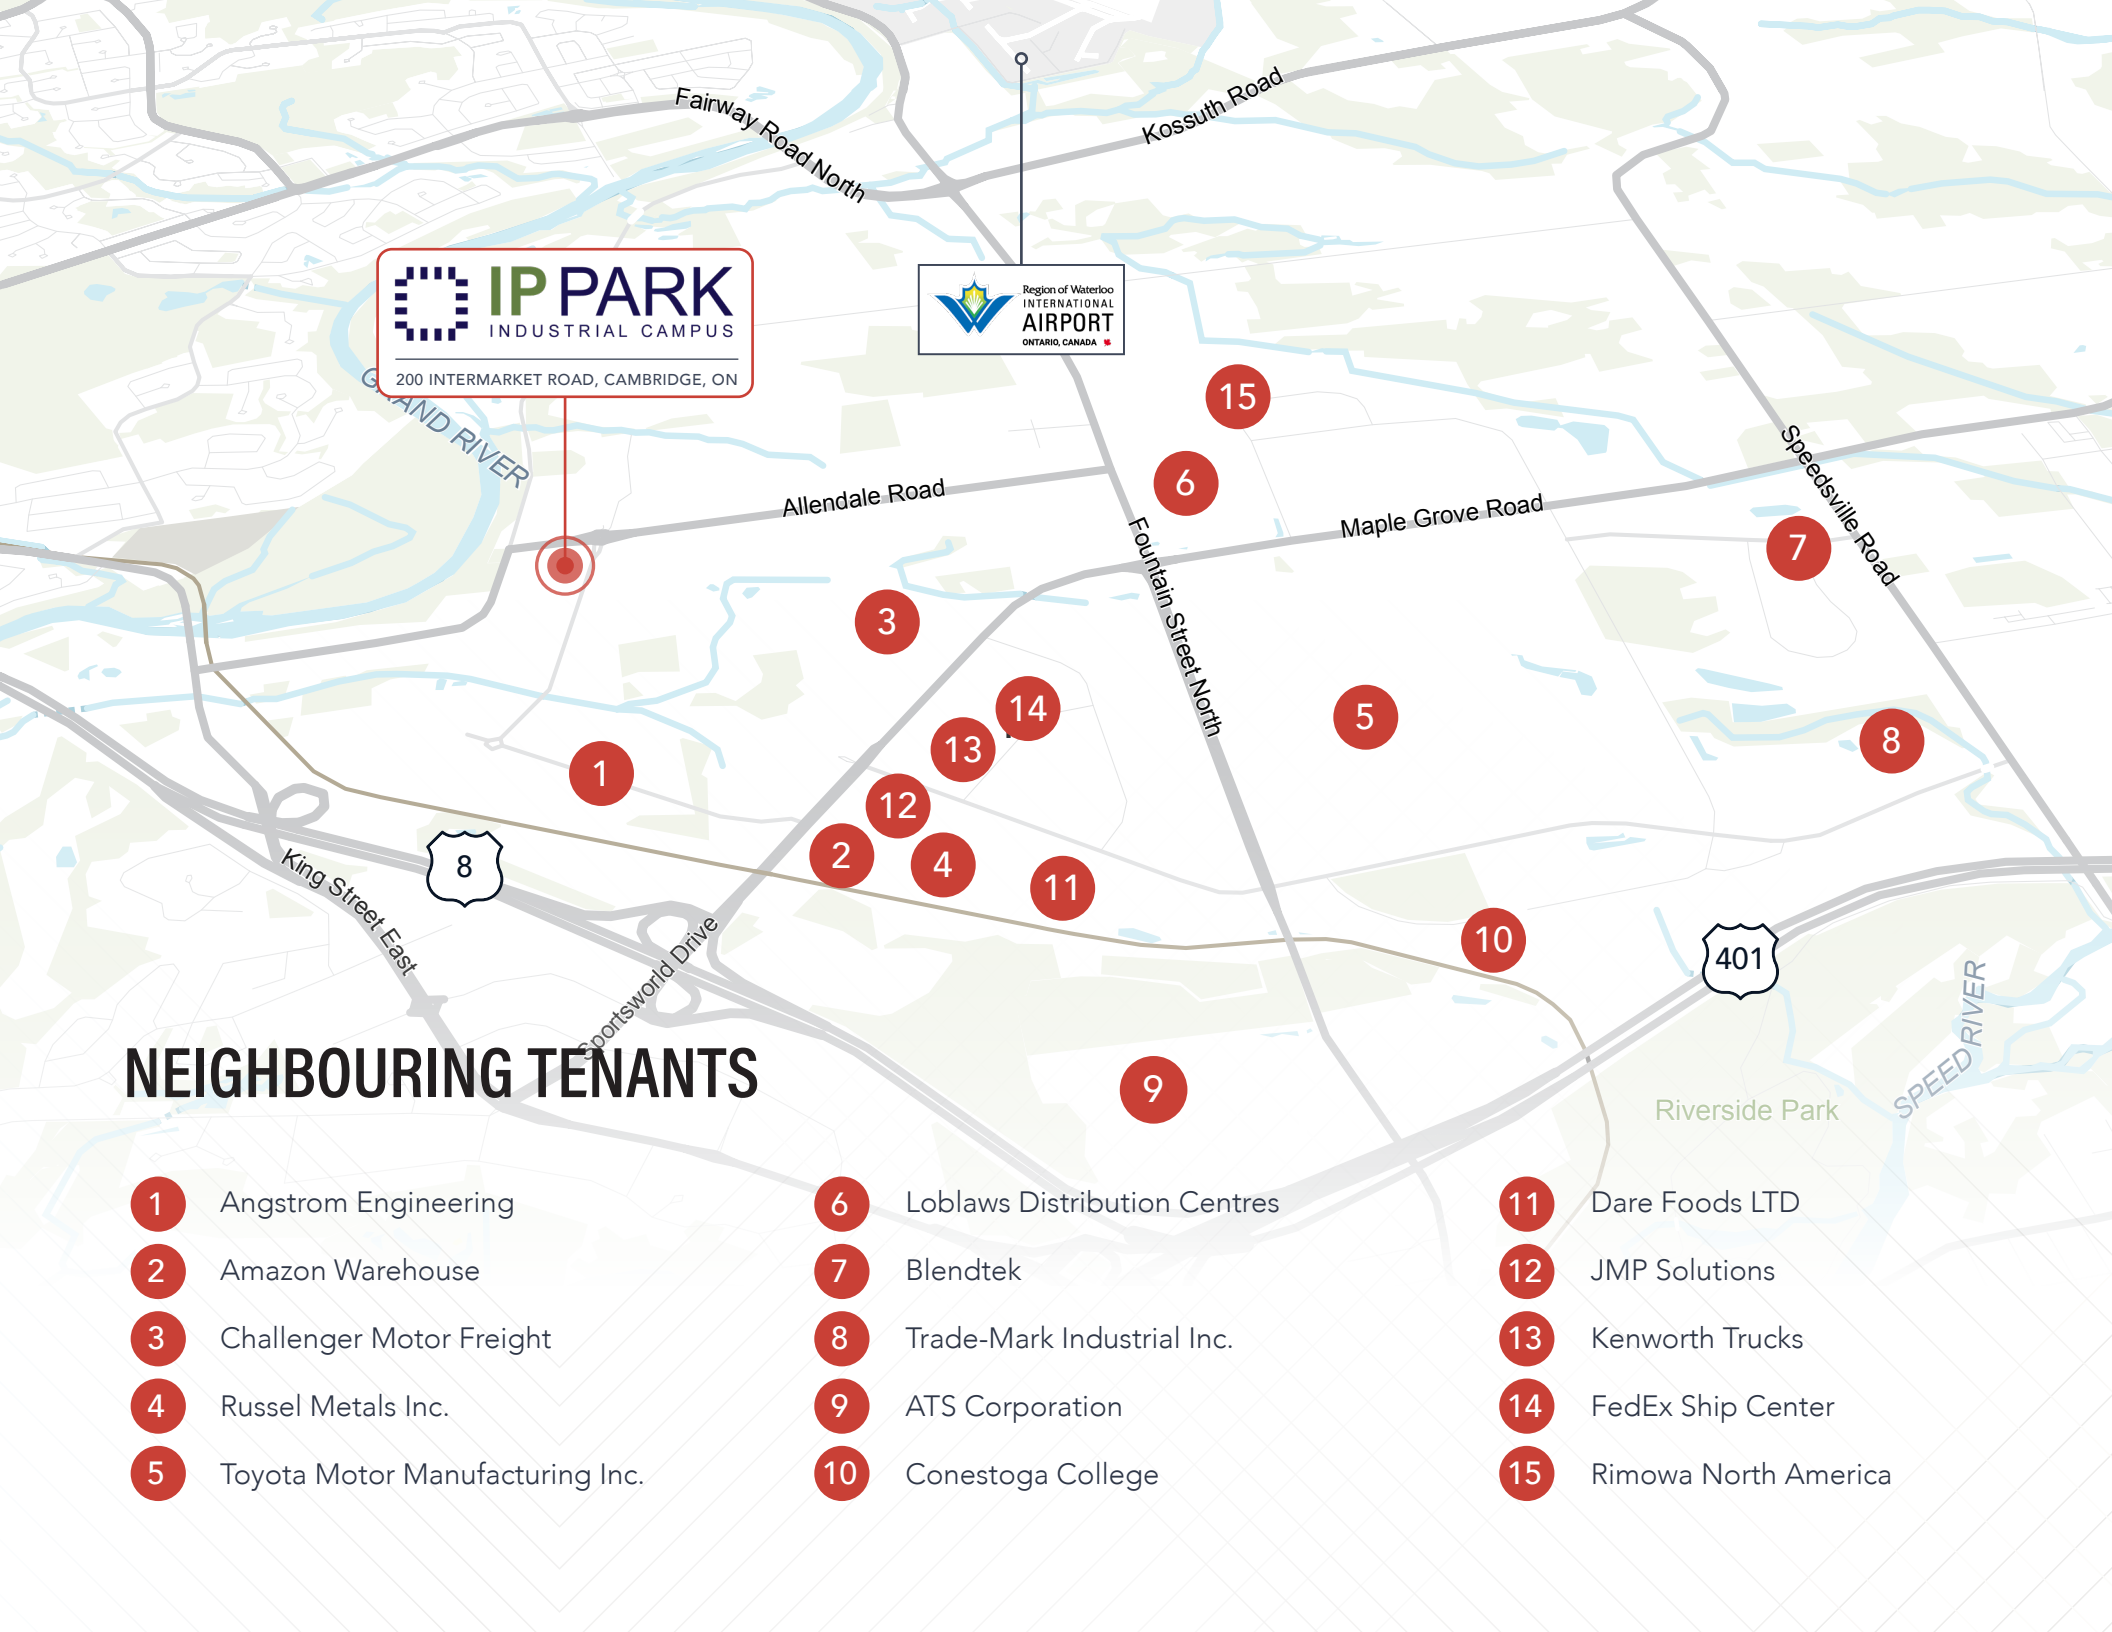 Fairway Road North
Kossuth Road
IP PARK
INDUSTRIAL CAMPUS
200 INTERMARKET ROAD, CAMBRIDGE, ON
Region of Waterloo
INTERNATIONAL
AIRPORT
ONTARIO, CANADA
GRAND RIVER
15
6
Allendale Road
Maple Grove Road
Speedsville Road
7
Fountain Street North
3
14
13
5
8
1
12
2
4
11
8
King Street East
Sportsworld Drive
10
401
SPEED RIVER
9
Riverside Park
NEIGHBOURING TENANTS
1 Angstrom Engineering
2 Amazon Warehouse
3 Challenger Motor Freight
4 Russel Metals Inc.
5 Toyota Motor Manufacturing Inc.
6 Loblaws Distribution Centres
7 Blendtek
8 Trade-Mark Industrial Inc.
9 ATS Corporation
10 Conestoga College
11 Dare Foods LTD
12 JMP Solutions
13 Kenworth Trucks
14 FedEx Ship Center
15 Rimowa North America